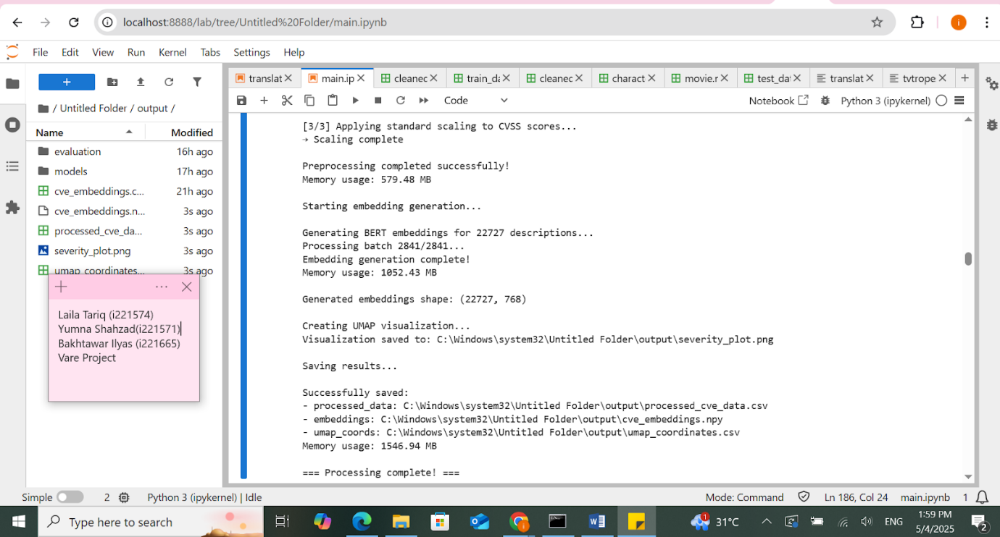 localhost:8888/lab/tree/Untitled%20Folder/main.ipynb
File Edit View Run Kernel Tabs Settings Help
+
translat main.ip cleanec train_da cleanec charact movie.r test_dat translat tvtrope +
Code Notebook Python 3 (ipykernel)
/ Untitled Folder / output /
Name Modified
evaluation 16h ago
models 17h ago
cve_embeddings.c... 21h ago
cve_embeddings.n... 3s ago
processed_cve_da... 3s ago
severity_plot.png 3s ago
umap_coordinates... 3s ago
Laila Tariq (i221574)
Yumna Shahzad(i221571)
Bakhtawar Ilyas (i221665)
Vare Project
[3/3] Applying standard scaling to CVSS scores...
→ Scaling complete
Preprocessing completed successfully!
Memory usage: 579.48 MB
Starting embedding generation...
Generating BERT embeddings for 22727 descriptions...
Processing batch 2841/2841...
Embedding generation complete!
Memory usage: 1052.43 MB
Generated embeddings shape: (22727, 768)
Creating UMAP visualization...
Visualization saved to: C:\Windows\system32\Untitled Folder\output\severity_plot.png
Saving results...
Successfully saved:
- processed_data: C:\Windows\system32\Untitled Folder\output\processed_cve_data.csv
- embeddings: C:\Windows\system32\Untitled Folder\output\cve_embeddings.npy
- umap_coords: C:\Windows\system32\Untitled Folder\output\umap_coordinates.csv
Memory usage: 1546.94 MB
=== Processing complete! ===
Simple 2 Python 3 (ipykernel) | Idle Mode: Command Ln 186, Col 24 main.ipynb 1
Type here to search 1 31°C ENG 1:59 PM
5/4/2025 2